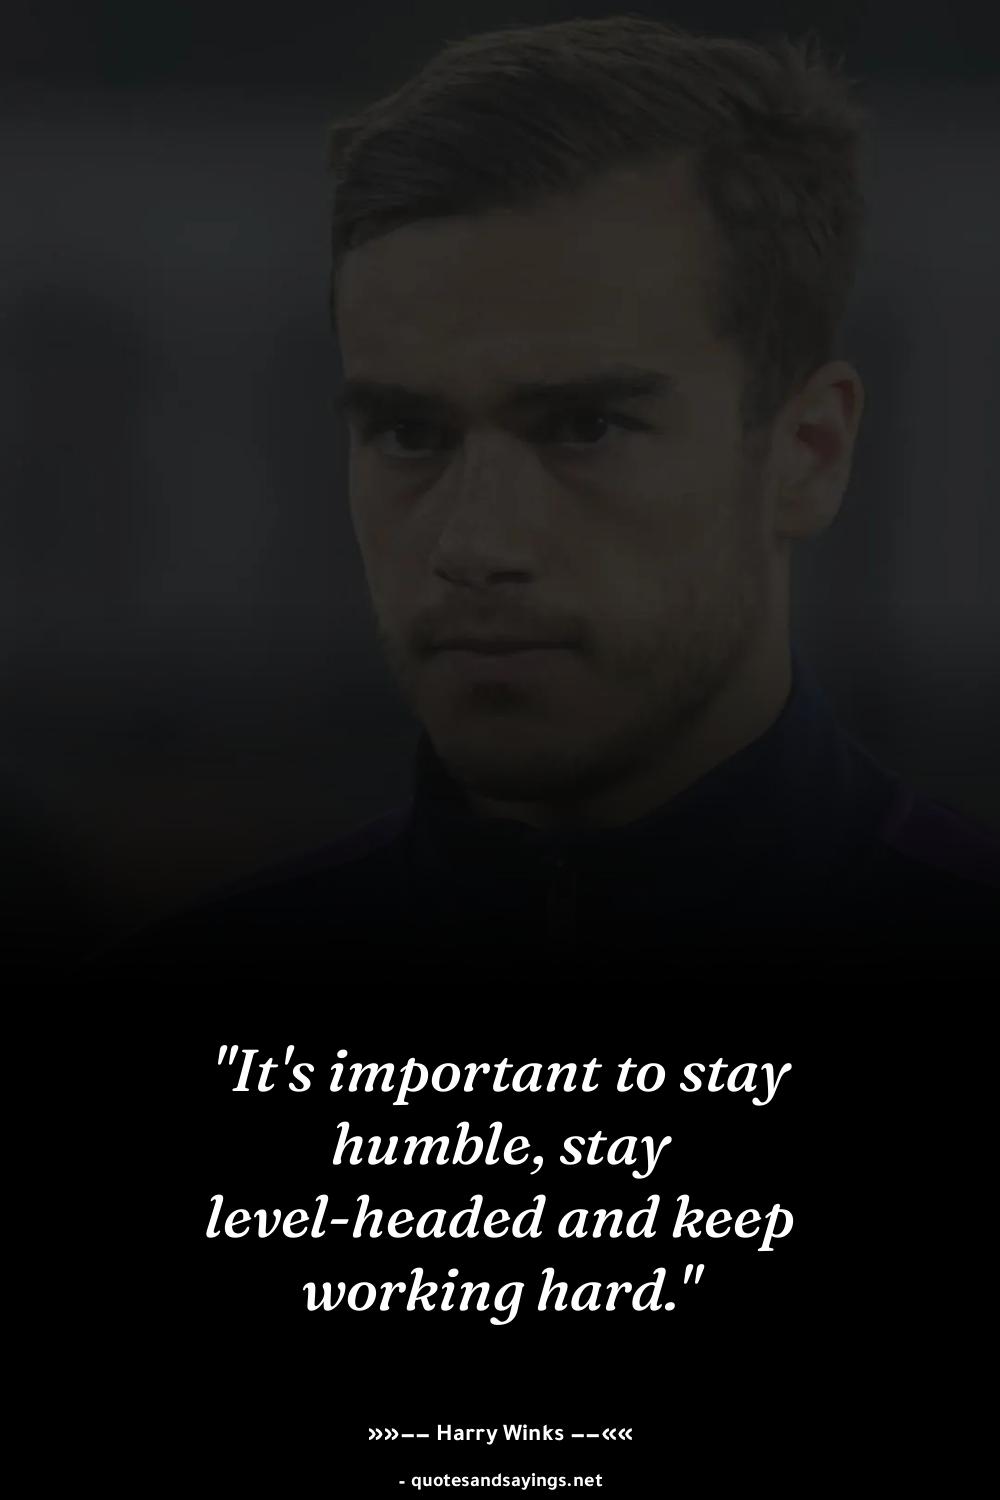 "It's important to stay
humble, stay
level-headed and keep
working hard."
»»–– Harry Winks ––««
- quotesandsayings.net